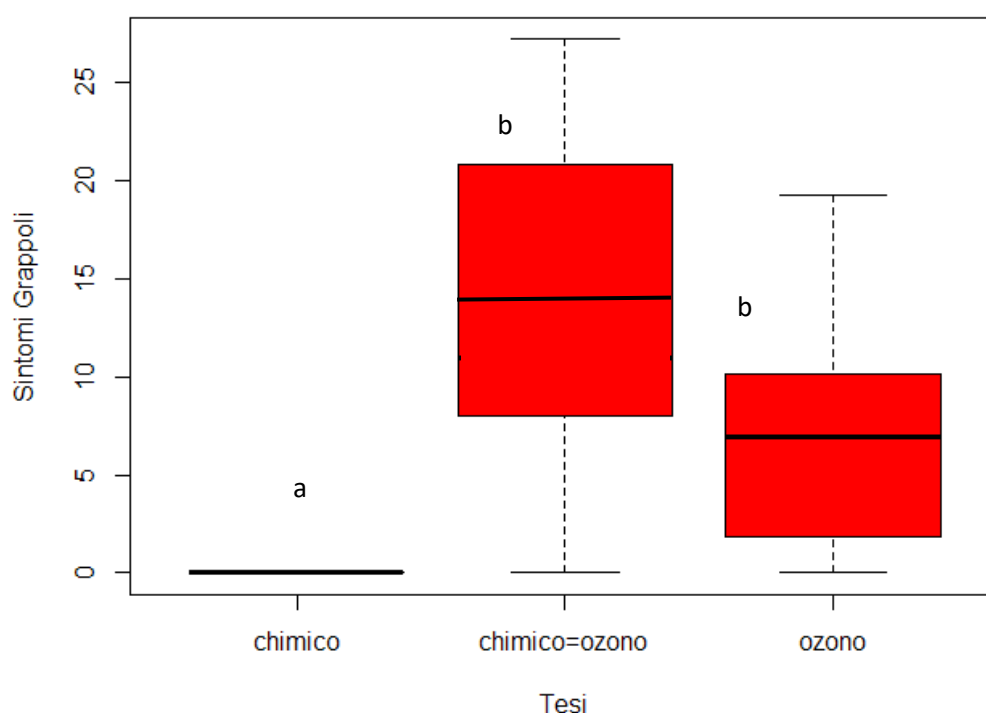 25
20
15
10
5
0
Sintomi Grappoli
b
b
a
chimico
chimico=ozono
ozono
Tesi